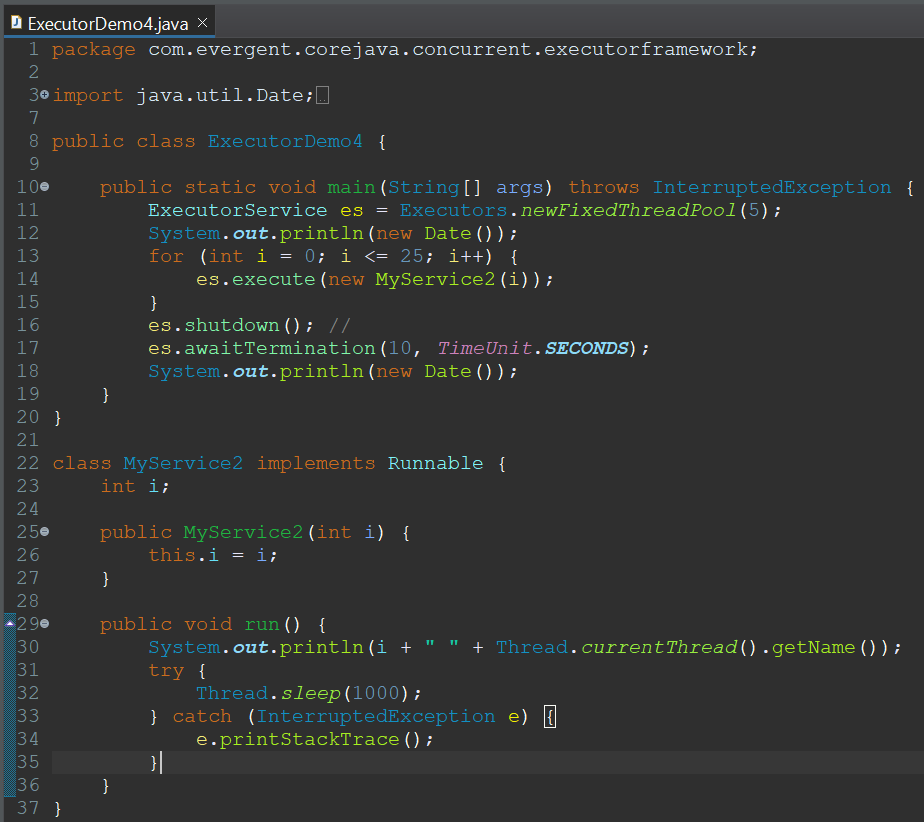 ExecutorDemo4.java
1 package com.evergent.corejava.concurrent.executorframework;
2
3 import java.util.Date;
7
8 public class ExecutorDemo4 {
9
10     public static void main(String[] args) throws InterruptedException {
11         ExecutorService es = Executors.newFixedThreadPool(5);
12         System.out.println(new Date());
13         for (int i = 0; i <= 25; i++) {
14             es.execute(new MyService2(i));
15         }
16         es.shutdown(); //
17         es.awaitTermination(10, TimeUnit.SECONDS);
18         System.out.println(new Date());
19     }
20 }
21
22 class MyService2 implements Runnable {
23     int i;
24
25     public MyService2(int i) {
26         this.i = i;
27     }
28
29     public void run() {
30         System.out.println(i + " " + Thread.currentThread().getName());
31         try {
32             Thread.sleep(1000);
33         } catch (InterruptedException e) {
34             e.printStackTrace();
35         }
36     }
37 }